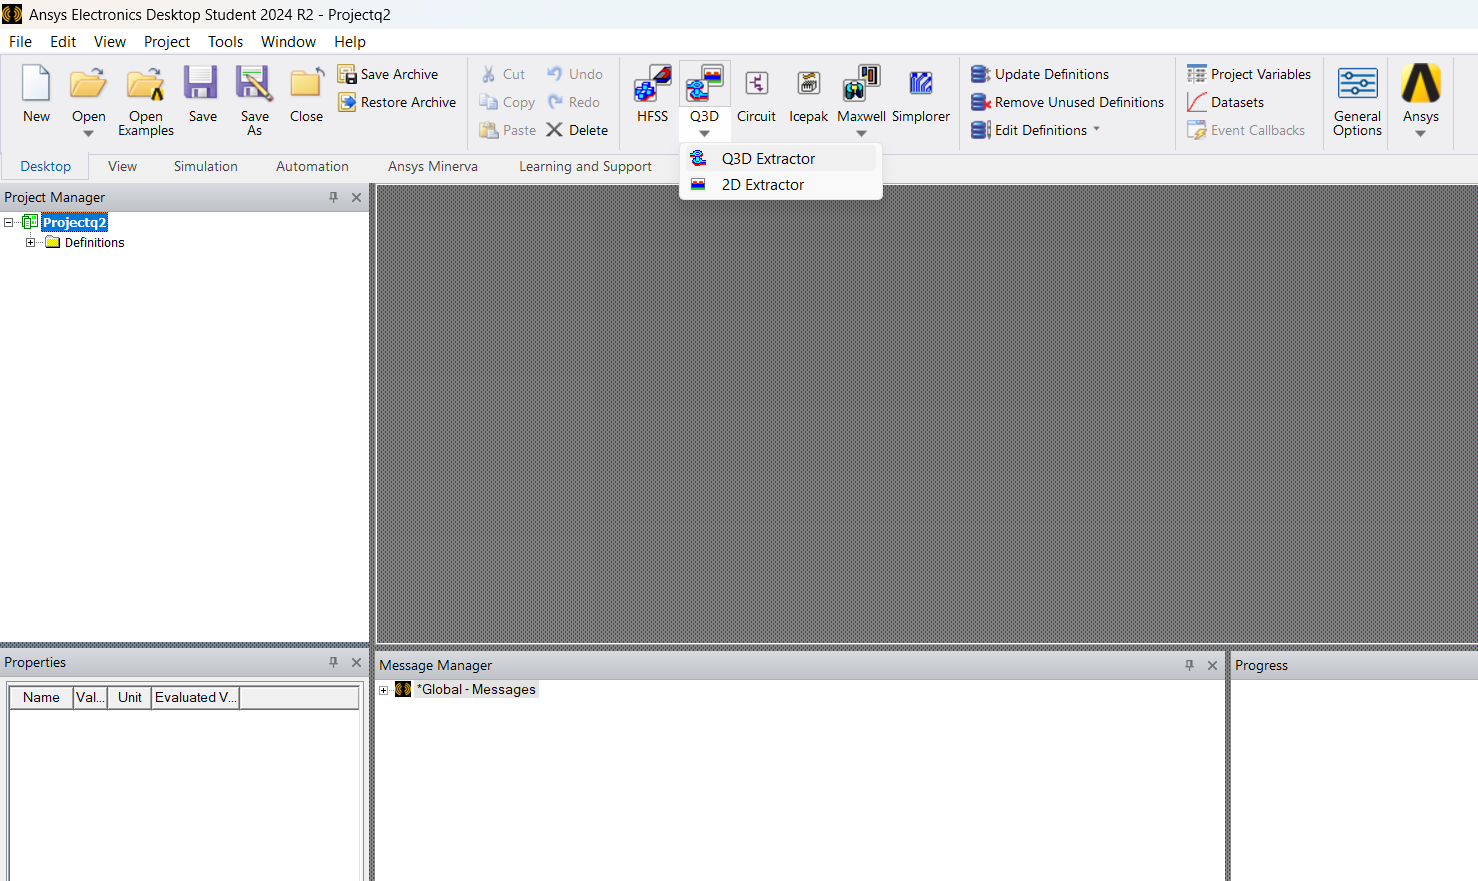 Ansys Electronics Desktop Student 2024 R2 - Projectq2
File Edit View Project Tools Window Help
New
Open
Open Examples
Save
Save As
Close
Save Archive
Restore Archive
Cut
Copy
Paste
Undo
Redo
Delete
HFSS
Q3D
Circuit
Icepak
Maxwell
Simplorer
Update Definitions
Remove Unused Definitions
Edit Definitions
Project Variables
Datasets
Event Callbacks
General Options
Ansys
Desktop View Simulation Automation Ansys Minerva Learning and Support
Q3D Extractor
2D Extractor
Project Manager
Projectq2
Definitions
Properties
Name Val... Unit Evaluated V...
Message Manager
*Global - Messages
Progress